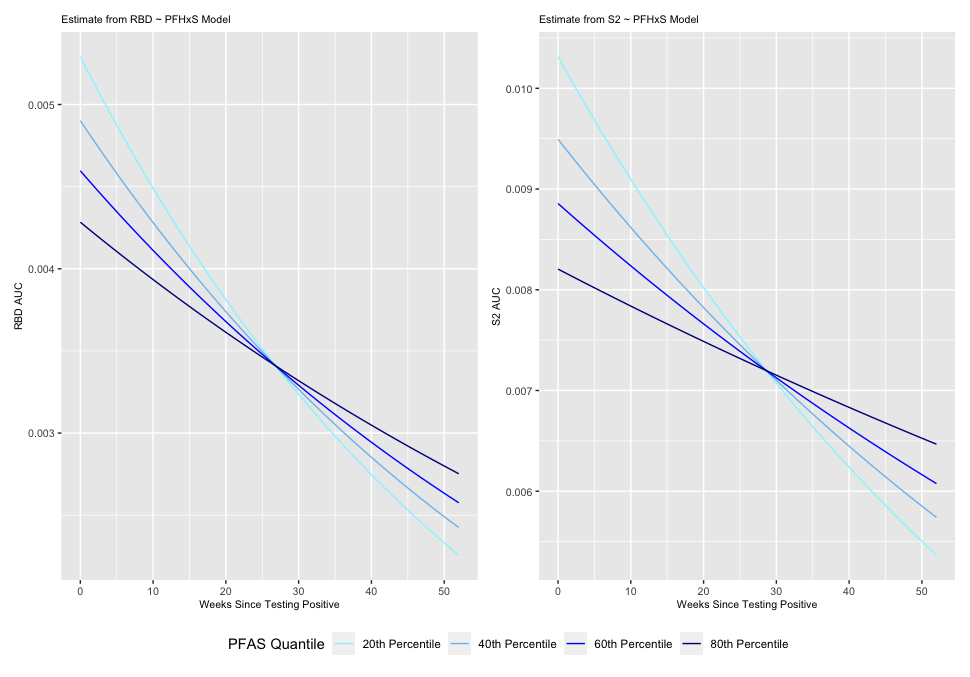 Estimate from RBD ~ PFHxS Model
0.005
0.004
0.003
RBD AUC
0 10 20 30 40 50
Weeks Since Testing Positive
Estimate from S2 ~ PFHxS Model
0.010
0.009
0.008
0.007
0.006
S2 AUC
0 10 20 30 40 50
Weeks Since Testing Positive
PFAS Quantile 20th Percentile 40th Percentile 60th Percentile 80th Percentile